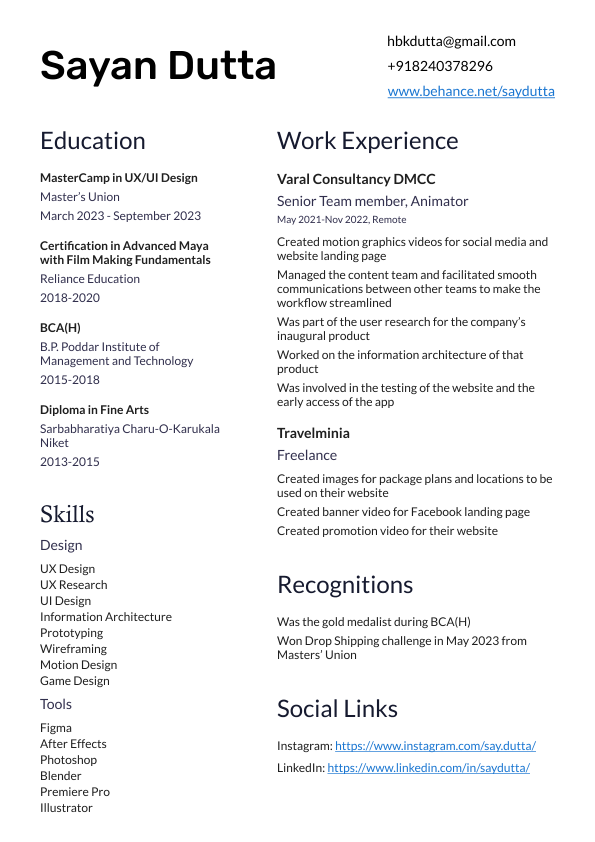 Sayan Dutta
hbkdutta@gmail.com
+918240378296
www.behance.net/saydutta
Education
MasterCamp in UX/UI Design
Master's Union
March 2023 - September 2023
Certification in Advanced Maya
with Film Making Fundamentals
Reliance Education
2018-2020
BCA(H)
B.P. Poddar Institute of
Management and Technology
2015-2018
Diploma in Fine Arts
Sarbabharatiya Charu-O-Karukala
Niket
2013-2015
Skills
Design
UX Design
UX Research
UI Design
Information Architecture
Prototyping
Wireframing
Motion Design
Game Design
Tools
Figma
After Effects
Photoshop
Blender
Premiere Pro
Illustrator
Work Experience
Varal Consultancy DMCC
Senior Team member, Animator
May 2021-Nov 2022, Remote
Created motion graphics videos for social media and
website landing page
Managed the content team and facilitated smooth
communications between other teams to make the
workflow streamlined
Was part of the user research for the company's
inaugural product
Worked on the information architecture of that
product
Was involved in the testing of the website and the
early access of the app
Travelminia
Freelance
Created images for package plans and locations to be
used on their website
Created banner video for Facebook landing page
Created promotion video for their website
Recognitions
Was the gold medalist during BCA(H)
Won Drop Shipping challenge in May 2023 from
Masters' Union
Social Links
Instagram: https://www.instagram.com/say.dutta/
LinkedIn: https://www.linkedin.com/in/saydutta/